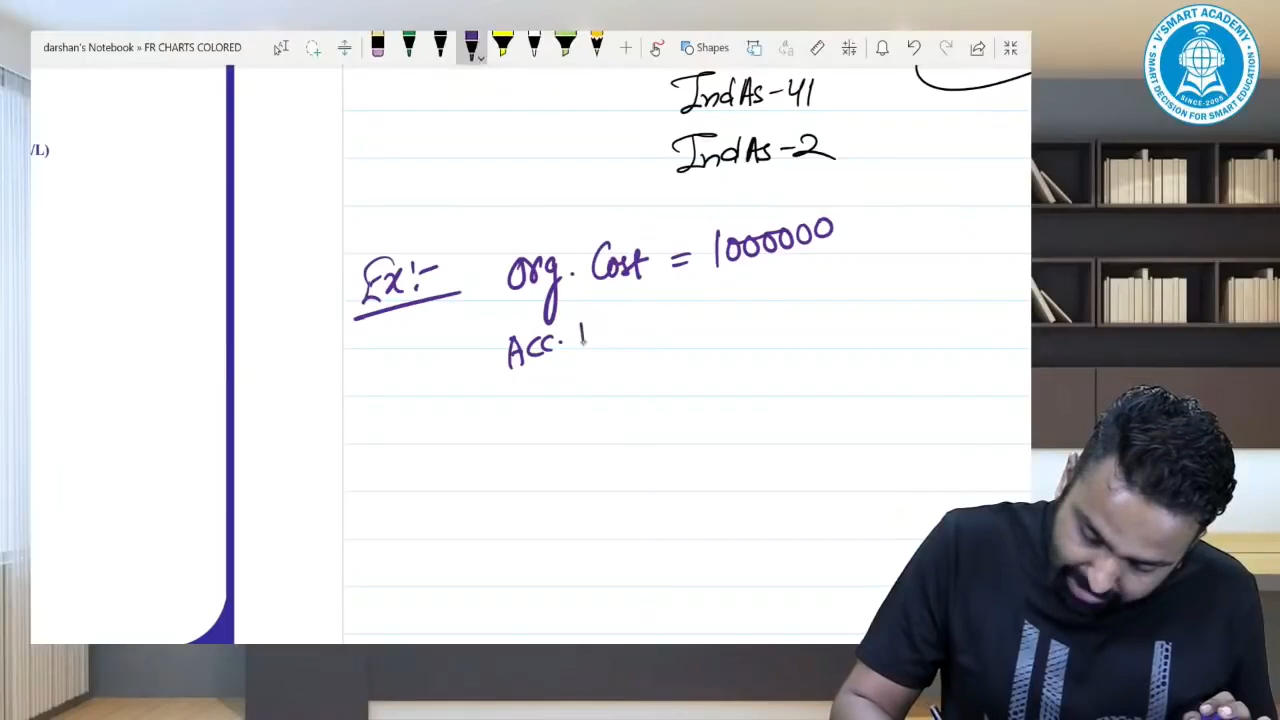 darshan's Notebook » FR CHARTS COLORED
Shapes
V'SMART ACADEMY
SINCE-2005
SMART DECISION FOR SMART EDUCATION
/L)
IndAs-41
IndAs-2
Ex:- Org. Cost = 1000000
Acc.